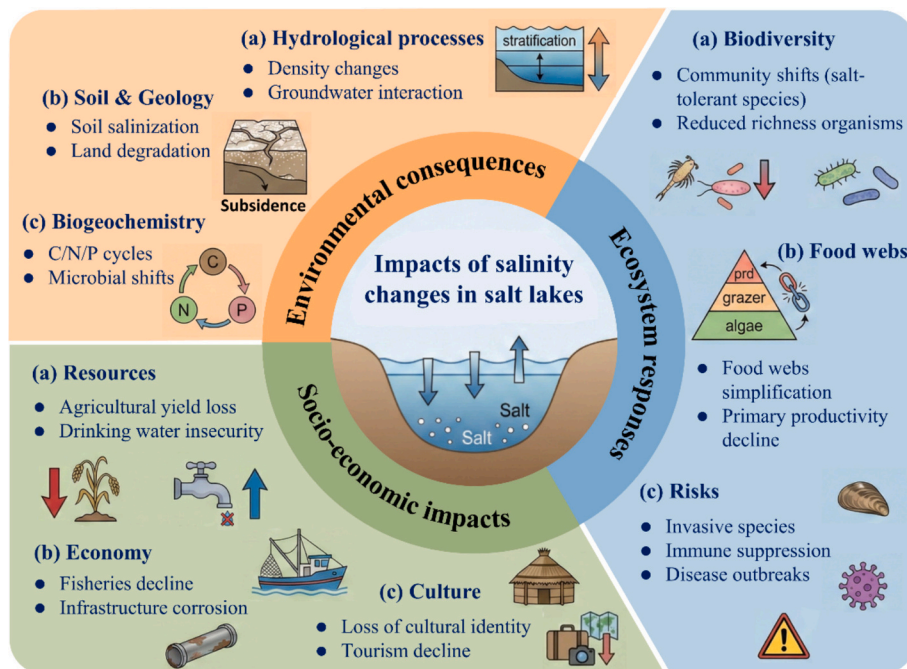 (a) Hydrological processes
● Density changes
● Groundwater interaction
stratification
(b) Soil & Geology
● Soil salinization
● Land degradation
Subsidence
(c) Biogeochemistry
● C/N/P cycles
● Microbial shifts
C
N
P
Environmental consequences
(a) Biodiversity
● Community shifts (salt-
tolerant species)
● Reduced richness organisms
(b) Food webs
prd
grazer
algae
● Food webs
simplification
● Primary productivity
decline
(c) Risks
● Invasive species
● Immune suppression
● Disease outbreaks
Ecosystem responses
Impacts of salinity
changes in salt lakes
Salt
Salt
Socio-economic impacts
(a) Resources
● Agricultural yield loss
● Drinking water insecurity
(b) Economy
● Fisheries decline
● Infrastructure corrosion
(c) Culture
● Loss of cultural identity
● Tourism decline